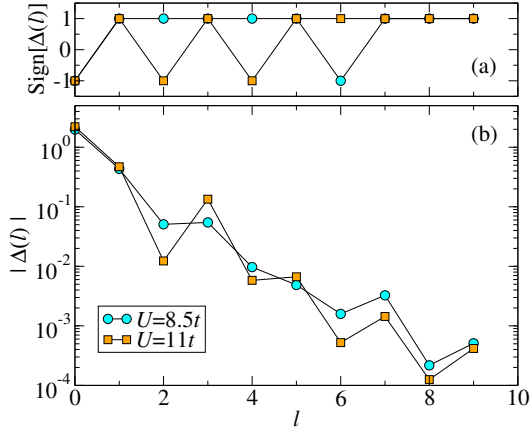 Sign[Δ(l)]
1
0
-1
(a)
(b)
| Δ(l) |
10^0
10^-1
10^-2
10^-3
10^-4
U=8.5t
U=11t
0 2 4 6 8 10
l